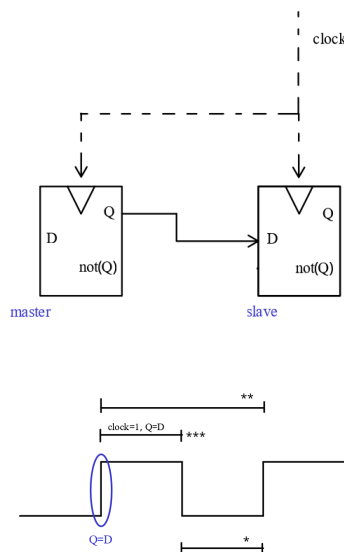 clock
Q
Q
D
D
not(Q)
not(Q)
master
slave
**
clock=1, Q=D
***
Q=D
*